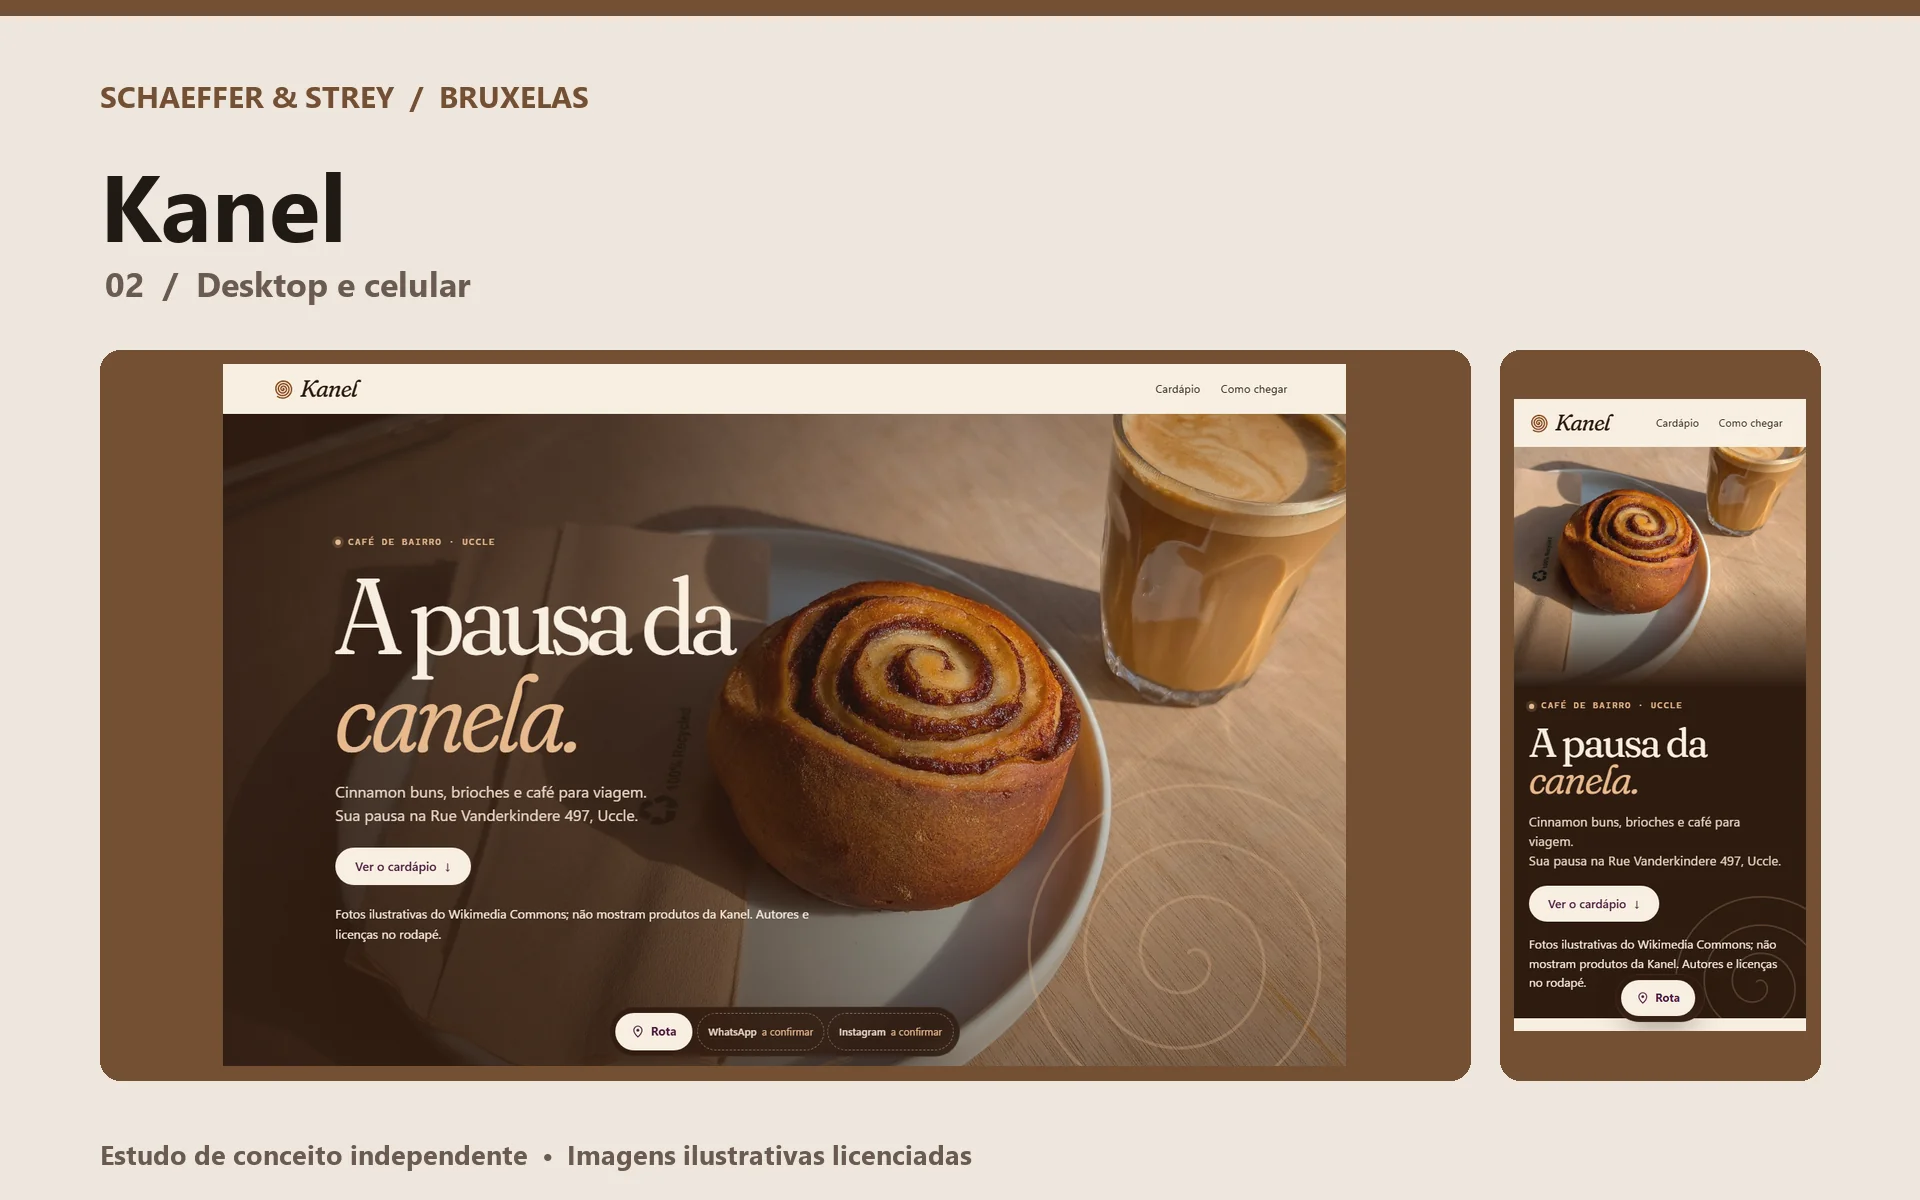 SCHAEFFER & STREY / BRUXELAS
Kanel
02 / Desktop e celular
Kanel
Cardápio Como chegar
CAFÉ DE BAIRRO · UCCLE
A pausa da
canela.
Cinnamon buns, brioches e café para viagem.
Sua pausa na Rue Vanderkindere 497, Uccle.
Ver o cardápio ↓
Fotos ilustrativas do Wikimedia Commons; não mostram produtos da Kanel. Autores e
licenças no rodapé.
100% Recycled
Rota WhatsApp a confirmar Instagram a confirmar
Kanel
Cardápio Como chegar
CAFÉ DE BAIRRO · UCCLE
A pausa da
canela.
Cinnamon buns, brioches e café para
viagem.
Sua pausa na Rue Vanderkindere 497, Uccle.
Ver o cardápio ↓
Fotos ilustrativas do Wikimedia Commons; não
mostram produtos da Kanel. Autores e licenças
no rodapé.
Rota
Estudo de conceito independente • Imagens ilustrativas licenciadas